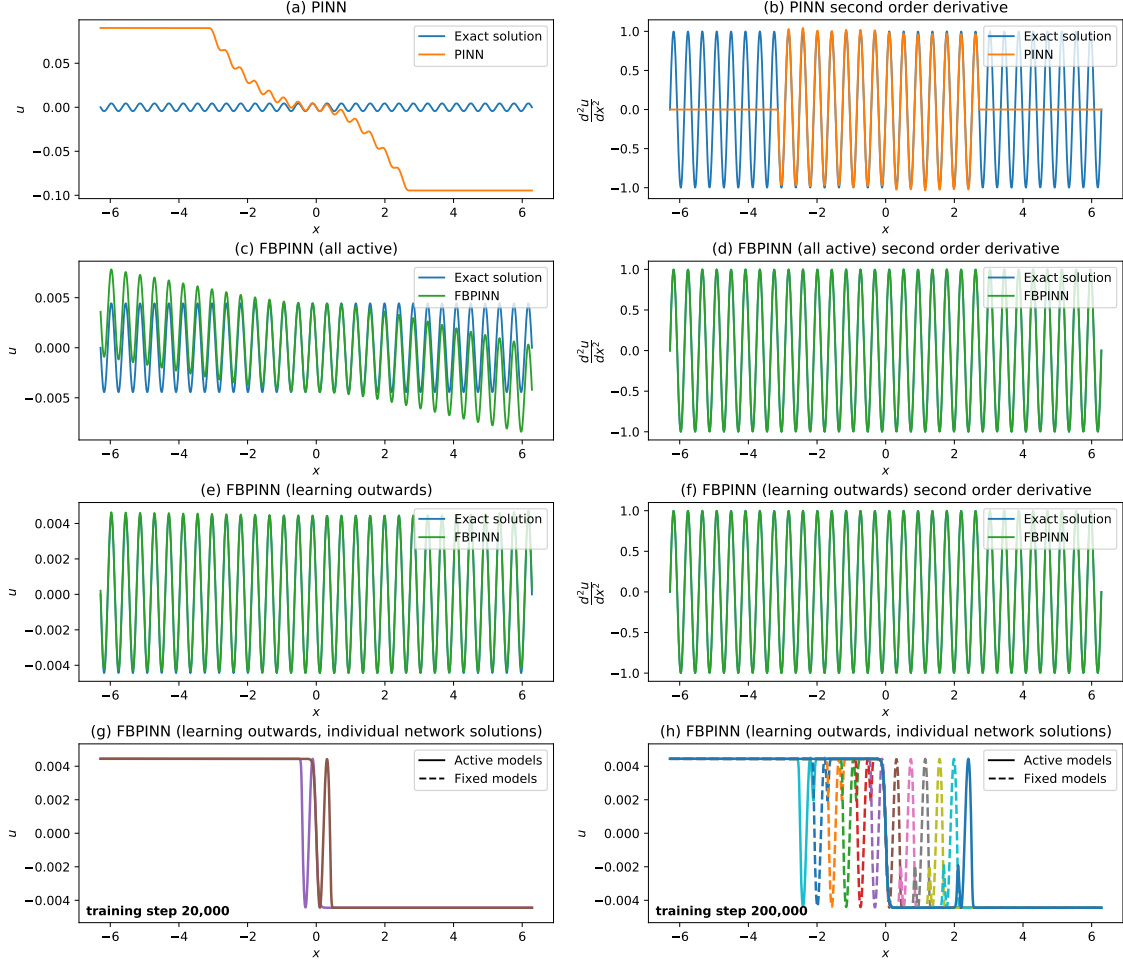 (a) PINN
(b) PINN second order derivative
Exact solution
PINN
Exact solution
PINN
u
0.05
0.00
−0.05
−0.10
d²u
dx²
1.0
0.5
0.0
−0.5
−1.0
−6 −4 −2 0 2 4 6
x
−6 −4 −2 0 2 4 6
x
(c) FBPINN (all active)
(d) FBPINN (all active) second order derivative
Exact solution
FBPINN
Exact solution
FBPINN
u
0.005
0.000
−0.005
d²u
dx²
1.0
0.5
0.0
−0.5
−1.0
−6 −4 −2 0 2 4 6
x
−6 −4 −2 0 2 4 6
x
(e) FBPINN (learning outwards)
(f) FBPINN (learning outwards) second order derivative
Exact solution
FBPINN
Exact solution
FBPINN
u
0.004
0.002
0.000
−0.002
−0.004
d²u
dx²
1.0
0.5
0.0
−0.5
−1.0
−6 −4 −2 0 2 4 6
x
−6 −4 −2 0 2 4 6
x
(g) FBPINN (learning outwards, individual network solutions)
(h) FBPINN (learning outwards, individual network solutions)
Active models
Fixed models
Active models
Fixed models
u
0.004
0.002
0.000
−0.002
−0.004
training step 20,000
u
0.004
0.002
0.000
−0.002
−0.004
training step 200,000
−6 −4 −2 0 2 4 6
x
−6 −4 −2 0 2 4 6
x